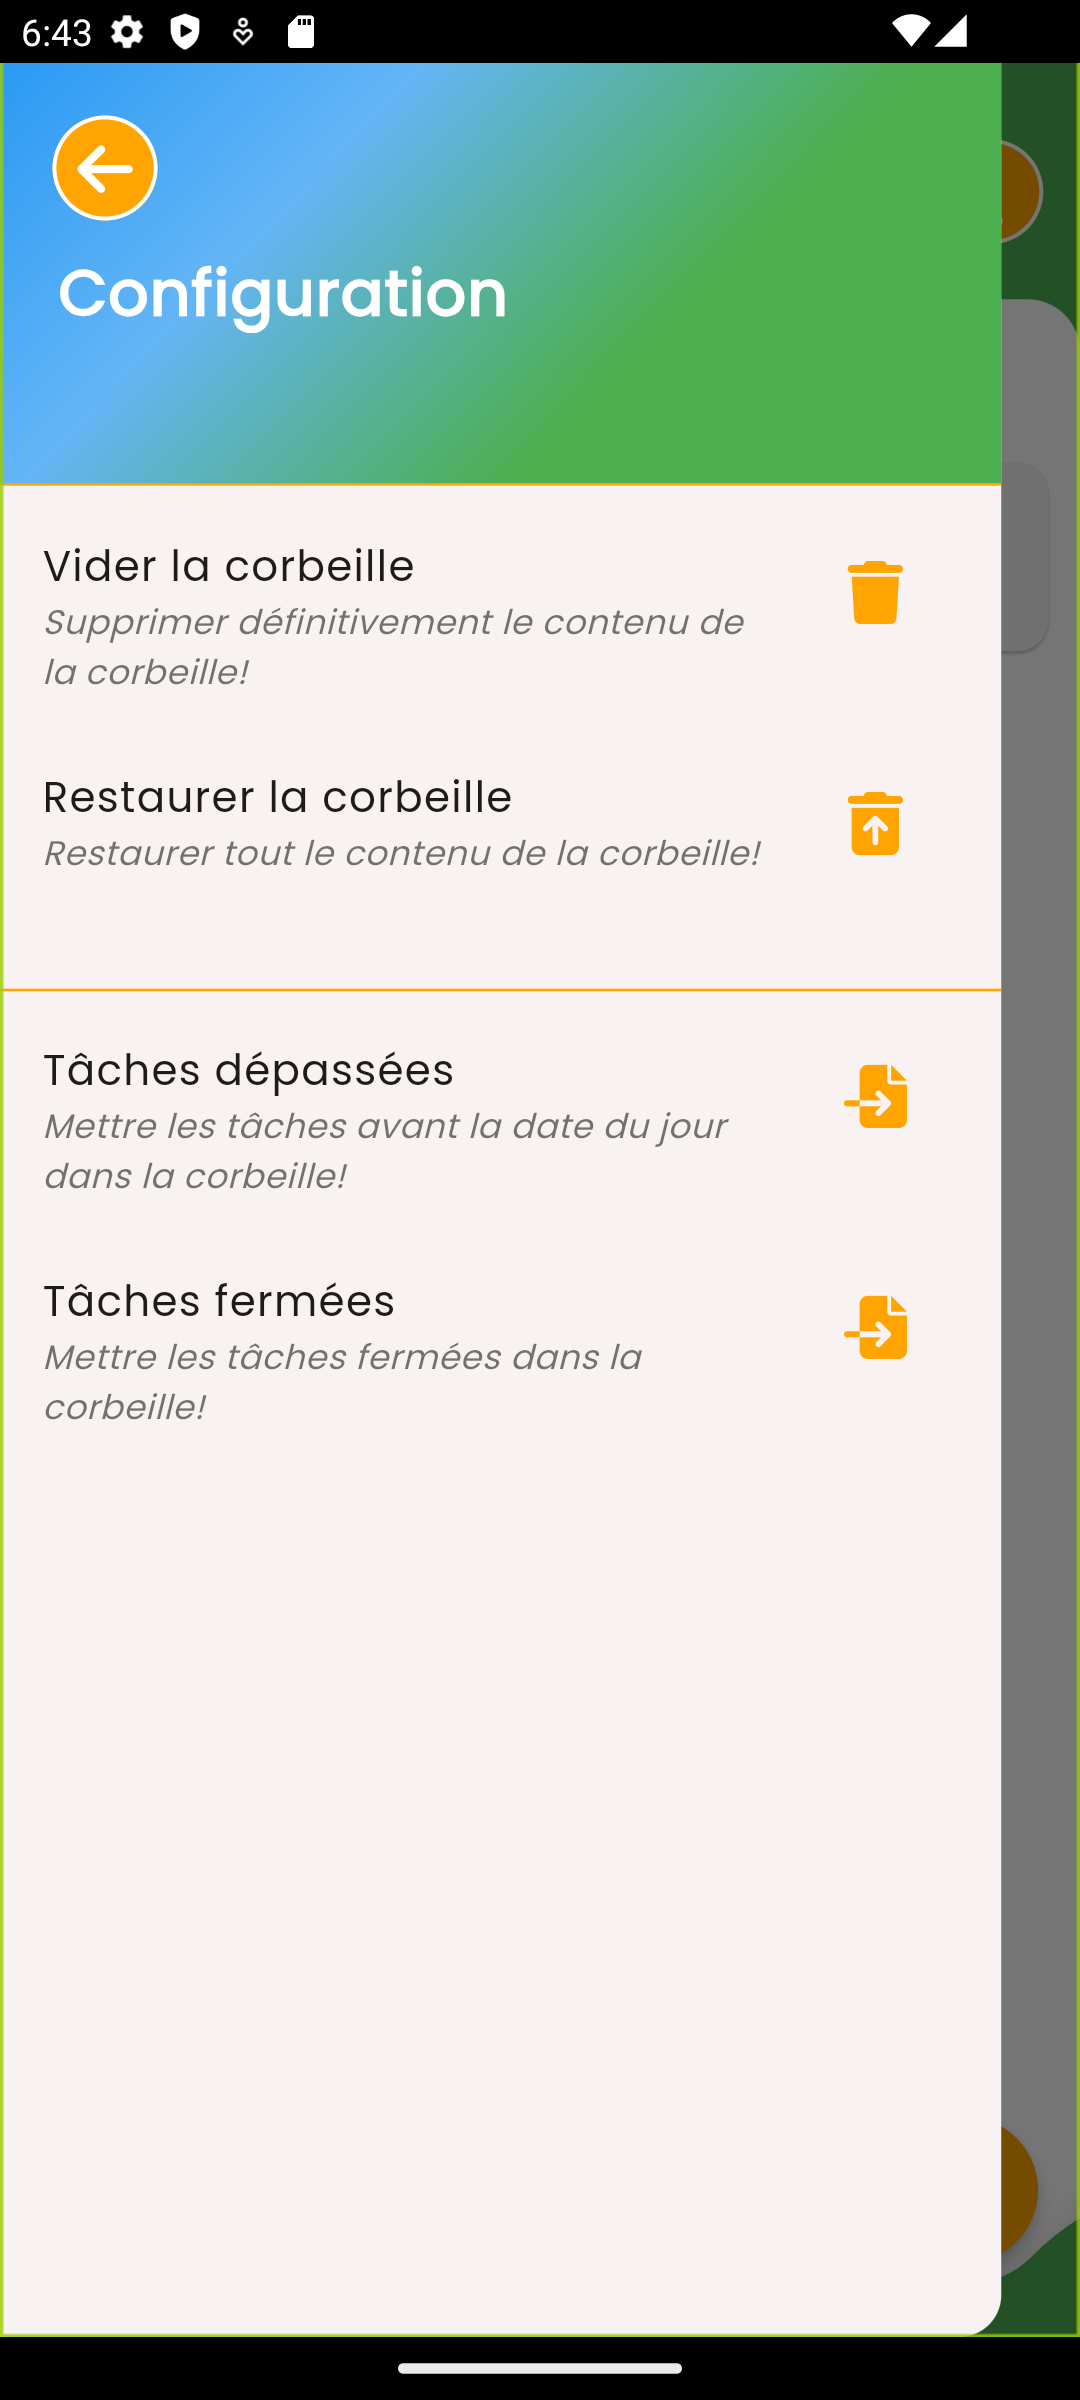 6:43
Configuration
Vider la corbeille
Supprimer définitivement le contenu de
la corbeille!
Restaurer la corbeille
Restaurer tout le contenu de la corbeille!
Tâches dépassées
Mettre les tâches avant la date du jour
dans la corbeille!
Tâches fermées
Mettre les tâches fermées dans la
corbeille!